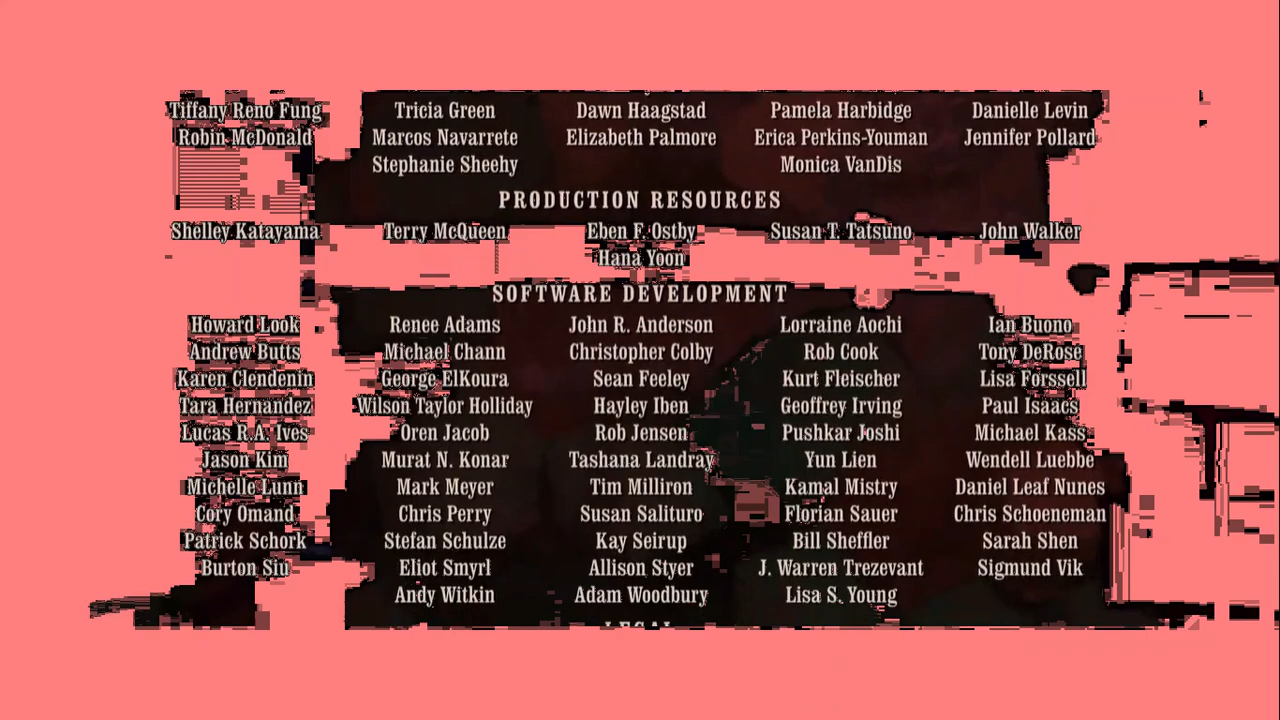 Tiffany Reno Fung Tricia Green Dawn Haagstad Pamela Harbidge Danielle Levin
Robin McDonald Marcos Navarrete Elizabeth Palmore Erica Perkins-Youman Jennifer Pollard
Stephanie Sheehy Monica VanDis
PRODUCTION RESOURCES
Shelley Katayama Terry McQueen Eben F. Ostby Susan T. Tatsuno John Walker
Hana Yoon
SOFTWARE DEVELOPMENT
Howard Look Renee Adams John R. Anderson Lorraine Aochi Ian Buono
Andrew Butts Michael Chann Christopher Colby Rob Cook Tony DeRose
Karen Clendenin George ElKoura Sean Feeley Kurt Fleischer Lisa Forssell
Tara Hernandez Wilson Taylor Holliday Hayley Iben Geoffrey Irving Paul Isaacs
Lucas R.A. Ives Oren Jacob Rob Jensen Pushkar Joshi Michael Kass
Jason Kim Murat N. Konar Tashana Landray Yun Lien Wendell Luebbe
Michelle Lunn Mark Meyer Tim Milliron Kamal Mistry Daniel Leaf Nunes
Cory Omand Chris Perry Susan Salituro Florian Sauer Chris Schoeneman
Patrick Schork Stefan Schulze Kay Seirup Bill Sheffler Sarah Shen
Burton Siu Eliot Smyrl Allison Styer J. Warren Trezevant Sigmund Vik
Andy Witkin Adam Woodbury Lisa S. Young
LEGAL